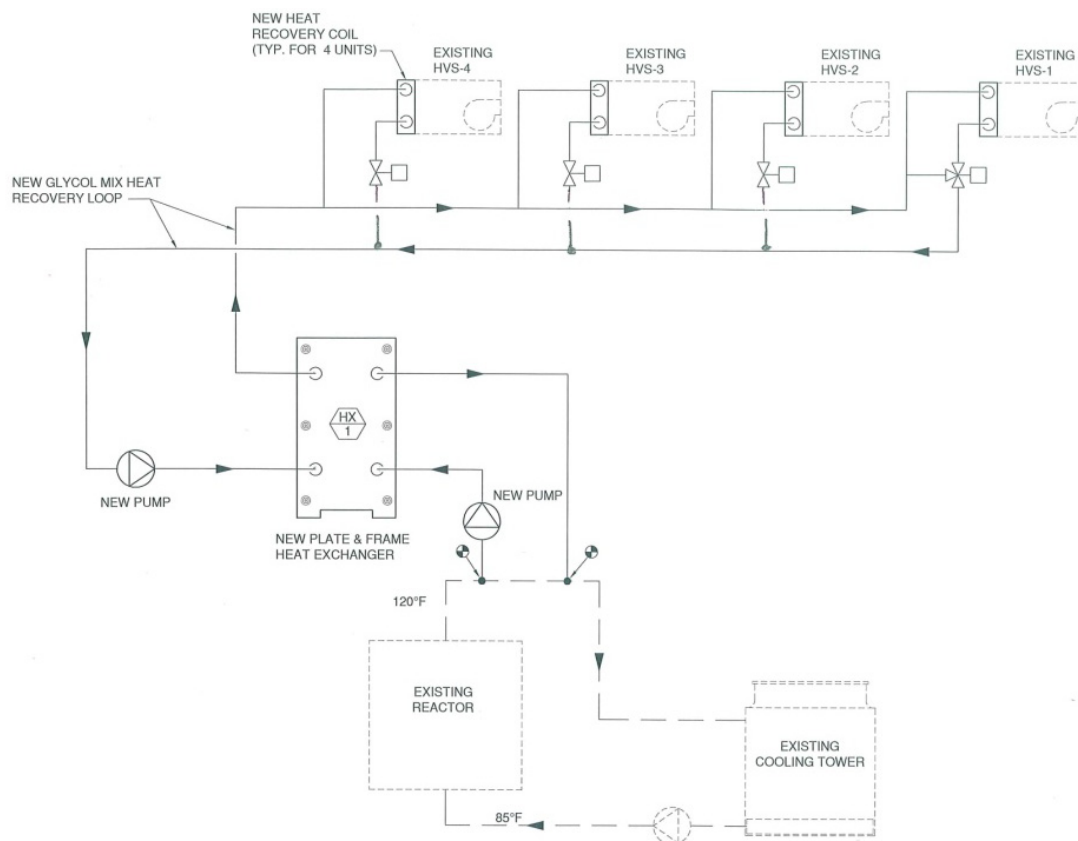 NEW HEAT
RECOVERY COIL
(TYP. FOR 4 UNITS)
EXISTING
HVS-4
EXISTING
HVS-3
EXISTING
HVS-2
EXISTING
HVS-1
NEW GLYCOL MIX HEAT
RECOVERY LOOP
HX
1
NEW PUMP
NEW PUMP
NEW PLATE & FRAME
HEAT EXCHANGER
120°F
EXISTING
REACTOR
EXISTING
COOLING TOWER
85°F